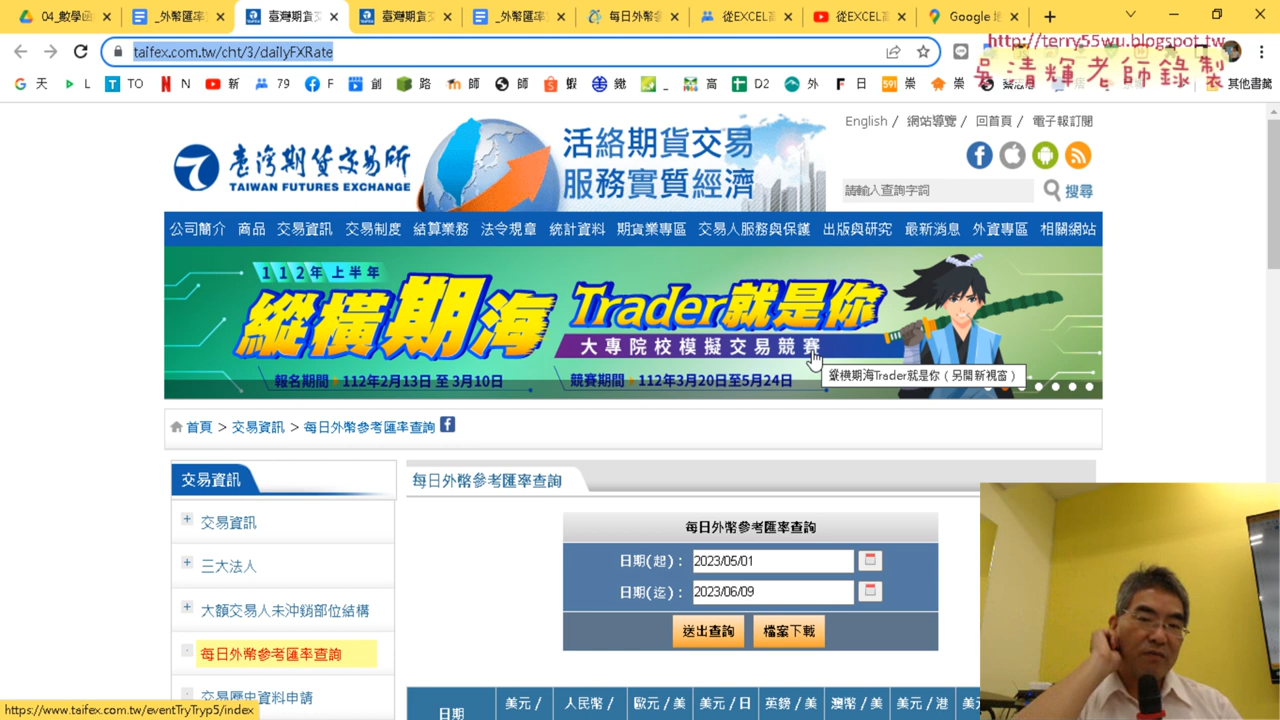 04_數學函
_外幣匯率
臺灣期貨交
臺灣期貨交
_外幣匯率
每日外幣
從EXCEL
從EXCEL高
Google
taifex.com.tw/cht/3/dailyFXRate
http://terry55wu.blogspot.tw
吳清輝老師錄製
天
L
TO
N
新
79
F
創
路
師
師
蝦
鐵
高
D2
外
日
崇
崇
其他書籤
臺灣期貨交易所
TAIWAN FUTURES EXCHANGE
活絡期貨交易
服務實質經濟
English / 網站導覽 / 回首頁 / 電子報訂閱
請輸入查詢字詞
搜尋
公司簡介 商品 交易資訊 交易制度 結算業務 法令規章 統計資料 期貨業專區 交易人服務與保護 出版與研究 最新消息 外資專區 相關網站
112年上半年
縱橫期海 Trader就是你
大專院校模擬交易競賽
報名期間 112年2月13日至3月10日 競賽期間 112年3月20日至5月24日
縱橫期海Trader就是你（另開新視窗）
首頁 > 交易資訊 > 每日外幣參考匯率查詢
交易資訊
每日外幣參考匯率查詢
交易資訊
三大法人
大額交易人未沖銷部位結構
每日外幣參考匯率查詢
交易歷史資料申請
每日外幣參考匯率查詢
日期(起)： 2023/05/01
日期(迄)： 2023/06/09
送出查詢 檔案下載
日期 美元／ 人民幣／ 歐元／美 美元／日 英鎊／美 澳幣／美 美元／港
https://www.taifex.com.tw/eventTryTryp5/index